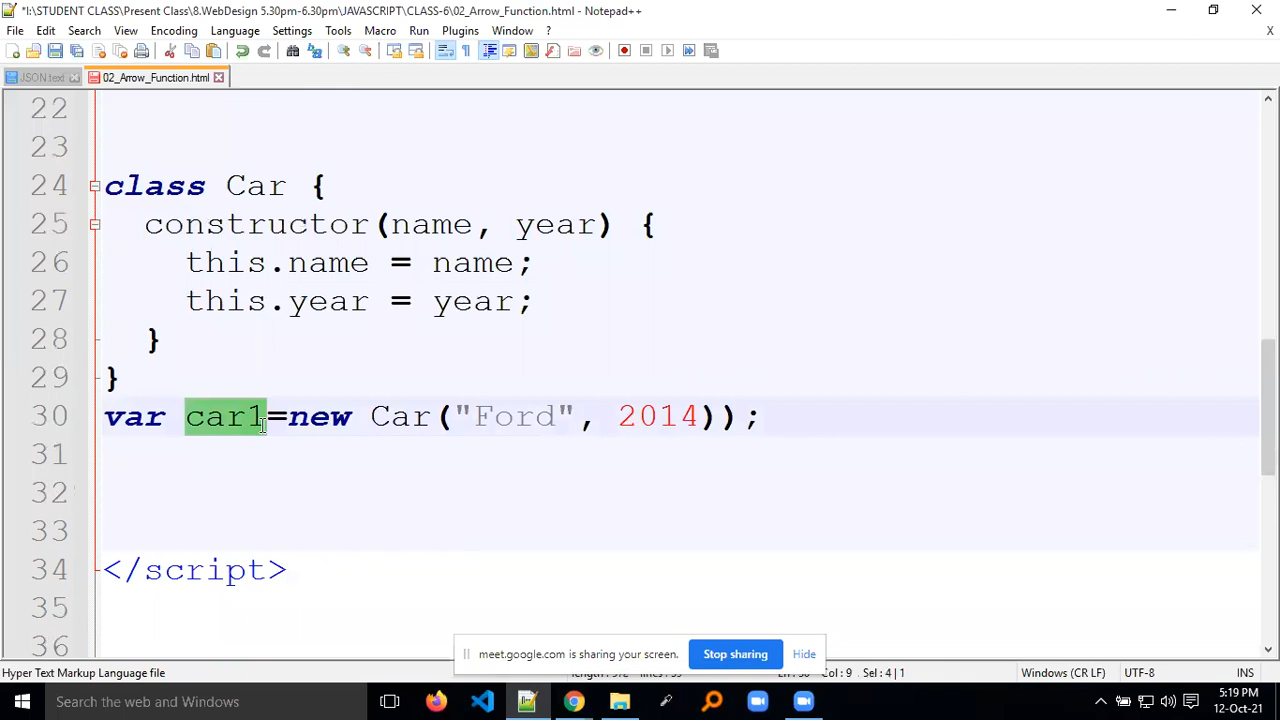 *I:\STUDENT CLASS\Present Class\8.WebDesign 5.30pm-6.30pm\JAVASCRIPT\CLASS-6\02_Arrow_Function.html - Notepad++
File Edit Search View Encoding Language Settings Tools Macro Run Plugins Window ? X
JSON.text 02_Arrow_Function.html
22
23
24 class Car {
25 constructor(name, year) {
26 this.name = name;
27 this.year = year;
28 }
29 }
30 var car1=new Car("Ford", 2014));
31
32
33
34 </script>
35
36
meet.google.com is sharing your screen. Stop sharing Hide
Hyper Text Markup Language file Col : 9 Sel : 4 | 1 Windows (CR LF) UTF-8 INS
Search the web and Windows 5:19 PM
12-Oct-21